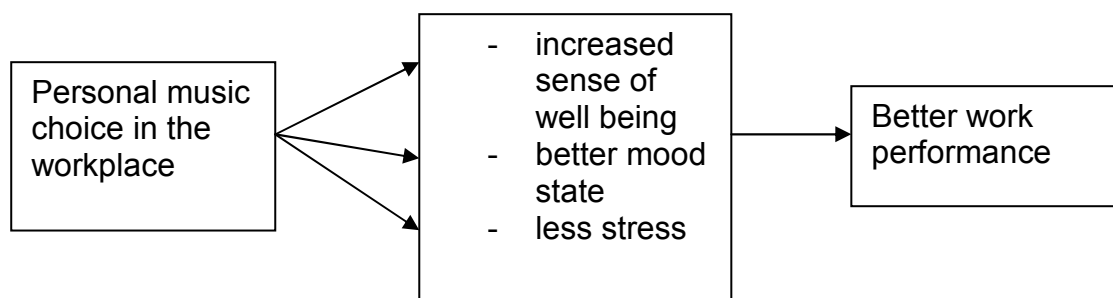 Personal music
choice in the
workplace
- increased
sense of
well being
- better mood
state
- less stress
Better work
performance